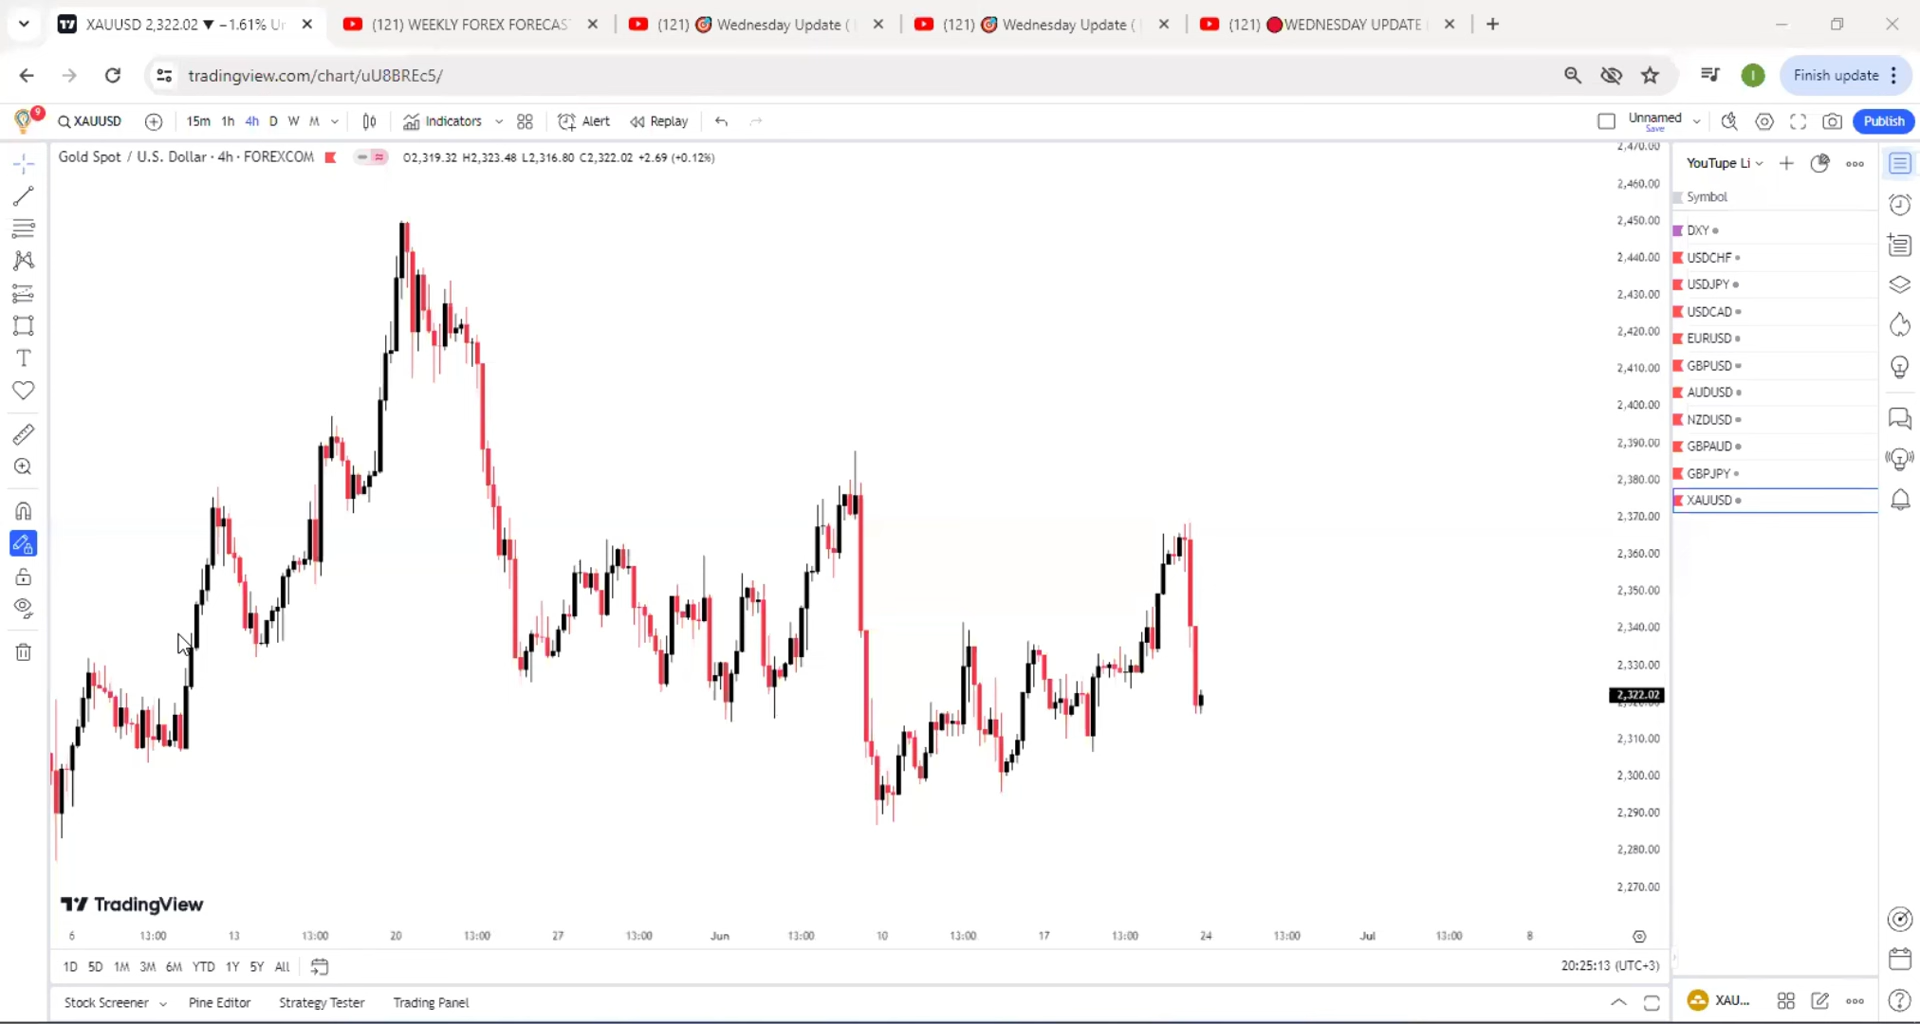 XAUUSD 2,322.02 ▼ −1.61% Ur
(121) WEEKLY FOREX FORECAS
(121) 🎯 Wednesday Update (
(121) 🎯 Wednesday Update (
(121) 🔴WEDNESDAY UPDATE
tradingview.com/chart/uU8BREc5/
I
Finish update
9
XAUUSD
15m 1h 4h D W M
Indicators
Alert
Replay
Unnamed
Save
Publish
Gold Spot / U.S. Dollar · 4h · FOREXCOM
O2,319.32 H2,323.48 L2,316.80 C2,322.02 +2.69 (+0.12%)
2,470.00
2,460.00
2,450.00
2,440.00
2,430.00
2,420.00
2,410.00
2,400.00
2,390.00
2,380.00
2,370.00
2,360.00
2,350.00
2,340.00
2,330.00
2,322.02
2,310.00
2,300.00
2,290.00
2,280.00
2,270.00
YouTupe Li
Symbol
DXY
USDCHF
USDJPY
USDCAD
EURUSD
GBPUSD
AUDUSD
NZDUSD
GBPAUD
GBPJPY
XAUUSD
TradingView
6 13:00 13 13:00 20 13:00 27 13:00 Jun 13:00 10 13:00 17 13:00 24 13:00 Jul 13:00 8
1D 5D 1M 3M 6M YTD 1Y 5Y All
20:25:13 (UTC+3)
Stock Screener Pine Editor Strategy Tester Trading Panel
XAU...